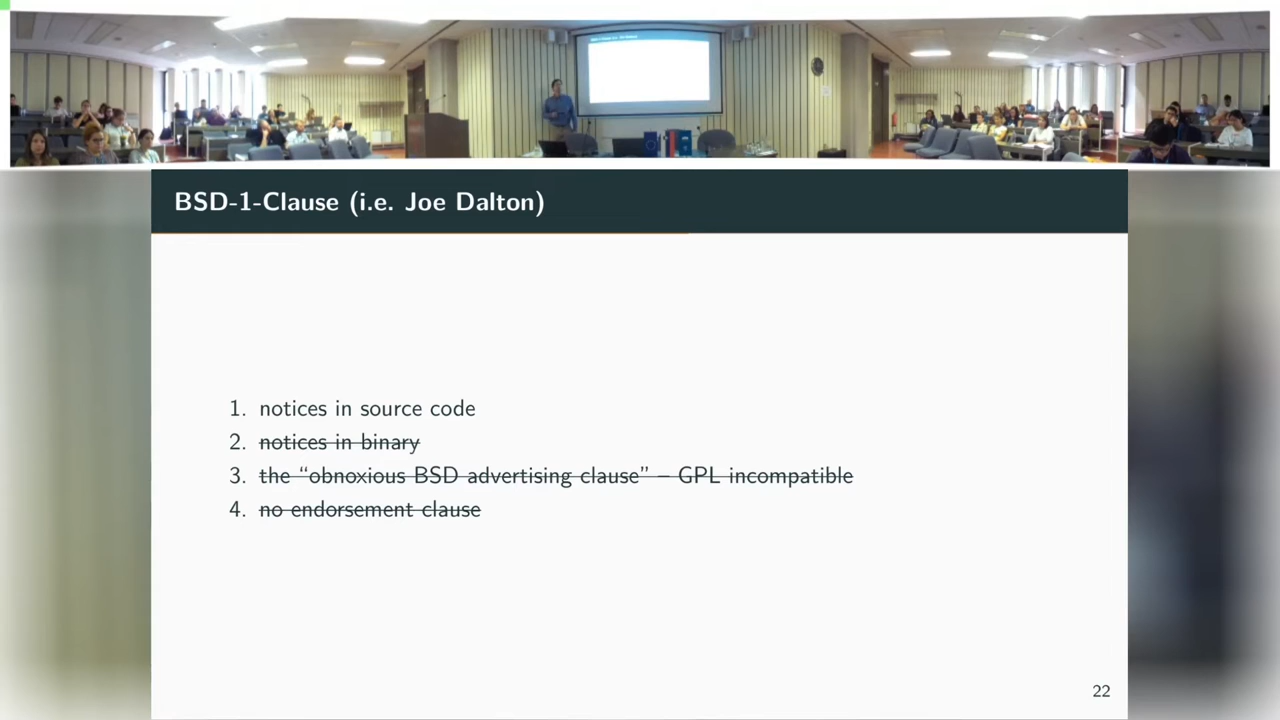 BSD-1-Clause (i.e. Joe Dalton)
1. notices in source code
2. notices in binary
3. the “obnoxious BSD advertising clause” – GPL incompatible
4. no endorsement clause
22